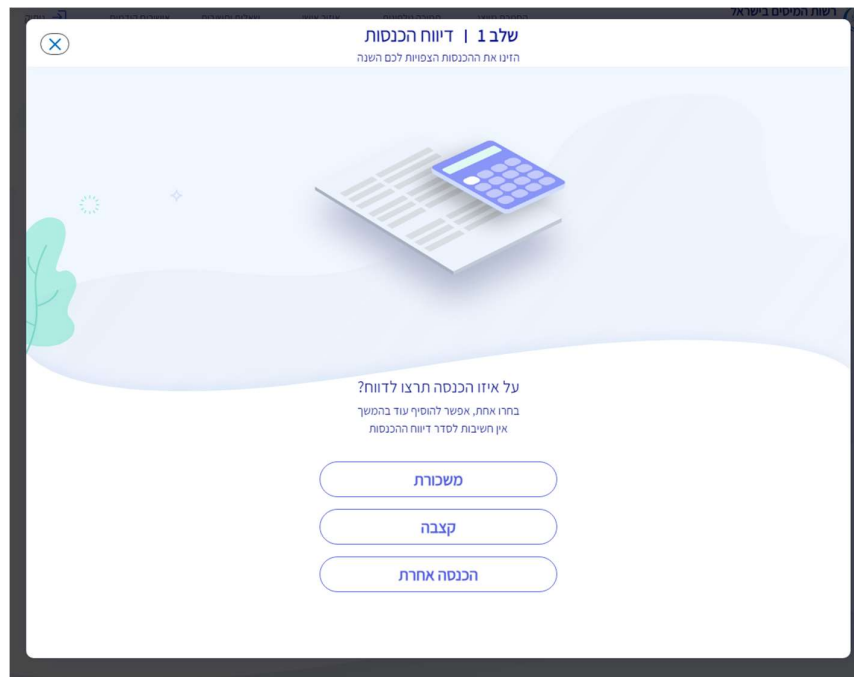 רשות המיסים בישראל
שלב 1 | דיווח הכנסות
הזינו את ההכנסות הצפויות לכם השנה
על איזו הכנסה תרצו לדווח?
בחרו אחת, אפשר להוסיף עוד בהמשך
אין חשיבות לסדר דיווח ההכנסות
משכורת
קצבה
הכנסה אחרת